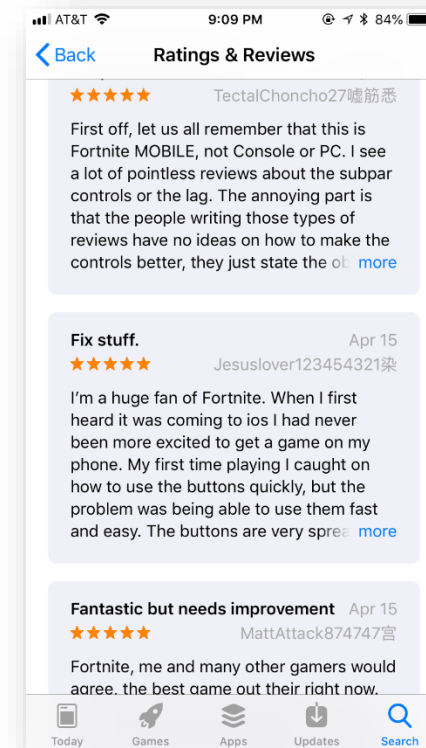 AT&T 9:09 PM 84%
Back Ratings & Reviews
TectalChoncho27嘘筋悉
First off, let us all remember that this is
Fortnite MOBILE, not Console or PC. I see
a lot of pointless reviews about the subpar
controls or the lag. The annoying part is
that the people writing those types of
reviews have no ideas on how to make the
controls better, they just state the ob more
Fix stuff. Apr 15
Jesuslover123454321染
I'm a huge fan of Fortnite. When I first
heard it was coming to ios I had never
been more excited to get a game on my
phone. My first time playing I caught on
how to use the buttons quickly, but the
problem was being able to use them fast
and easy. The buttons are very sprea more
Fantastic but needs improvement Apr 15
MattAttack874747宫
Fortnite, me and many other gamers would
agree, the best game out their right now.
Today Games Apps Updates Search